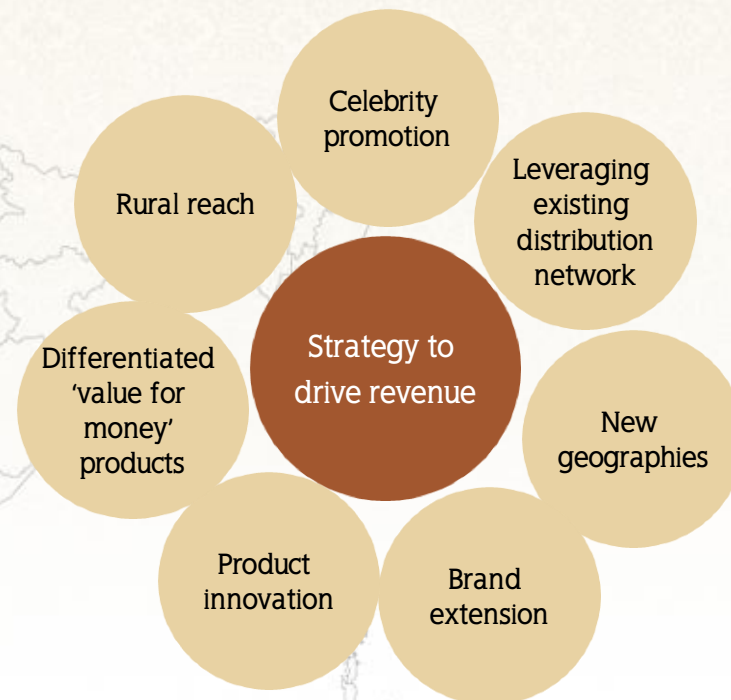 Celebrity
promotion
Leveraging
existing
distribution
network
New
geographies
Brand
extension
Product
innovation
Differentiated
‘value for
money’
products
Rural reach
Strategy to
drive revenue